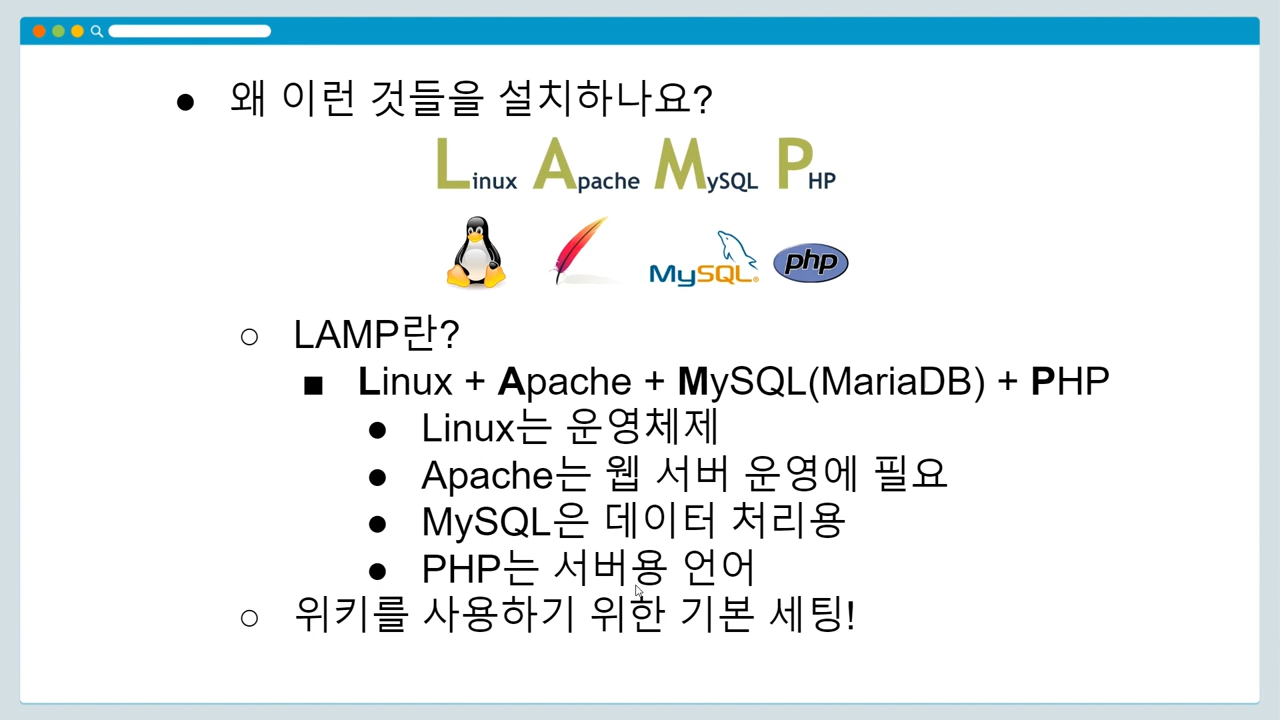 ● 왜 이런 것들을 설치하나요?
Linux Apache MySQL PHP
MySQL® php
○ LAMP란?
■ Linux + Apache + MySQL(MariaDB) + PHP
● Linux는 운영체제
● Apache는 웹 서버 운영에 필요
● MySQL은 데이터 처리용
● PHP는 서버용 언어
○ 위키를 사용하기 위한 기본 세팅!